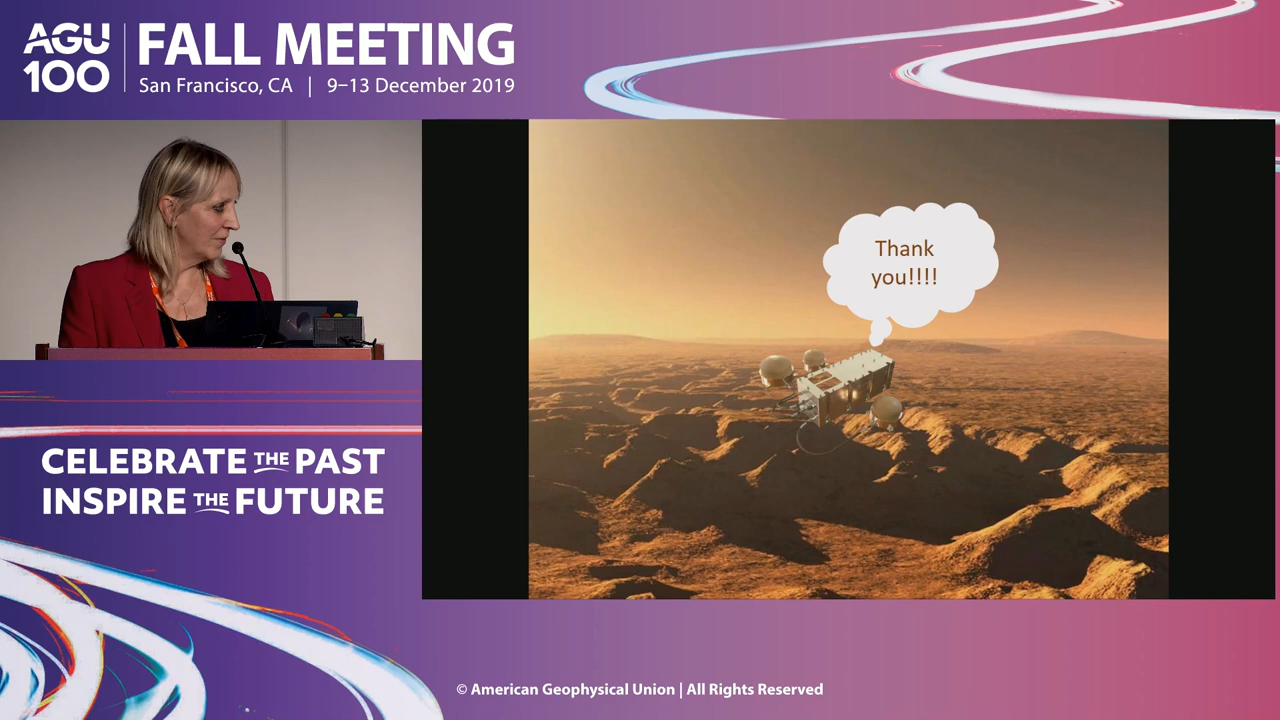 AGU
100
FALL MEETING
San Francisco, CA | 9–13 December 2019
Thank
you!!!!
CELEBRATE THE PAST
INSPIRE THE FUTURE
© American Geophysical Union | All Rights Reserved